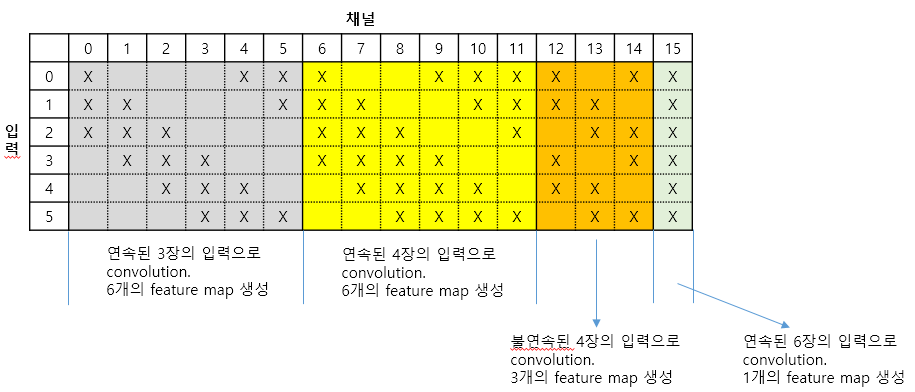 채널
0 1 2 3 4 5 6 7 8 9 10 11 12 13 14 15
입력
0 X X X X X X X X X X
1 X X X X X X X X X X
2 X X X X X X X X X X
3 X X X X X X X X X X
4 X X X X X X X X X X
5 X X X X X X X X X X
연속된 3장의 입력으로
convolution.
6개의 feature map 생성
연속된 4장의 입력으로
convolution.
6개의 feature map 생성
불연속된 4장의 입력으로
convolution.
3개의 feature map 생성
연속된 6장의 입력으로
convolution.
1개의 feature map 생성